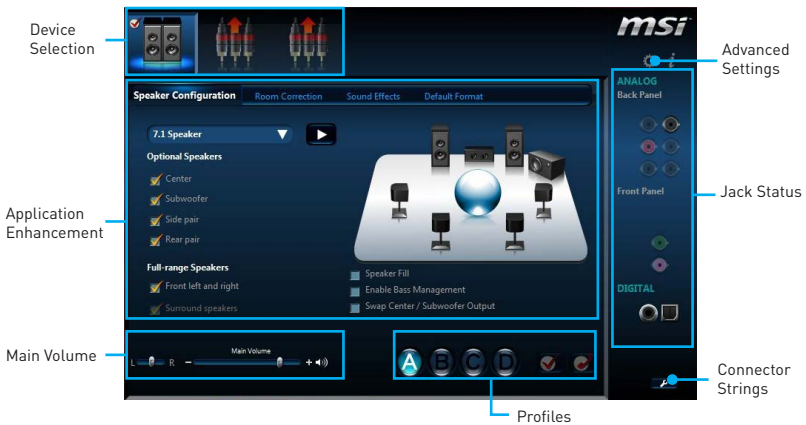 Device
Selection
msi
Advanced
Settings
Speaker Configuration
Room Correction
Sound Effects
Default Format
ANALOG
Back Panel
7.1 Speaker
Optional Speakers
Center
Subwoofer
Side pair
Rear pair
Full-range Speakers
Front left and right
Surround speakers
Speaker Fill
Enable Bass Management
Swap Center / Subwoofer Output
Front Panel
DIGITAL
Application
Enhancement
Jack Status
Main Volume
Main Volume
L
R
-
+
A
B
C
D
Profiles
Connector
Strings